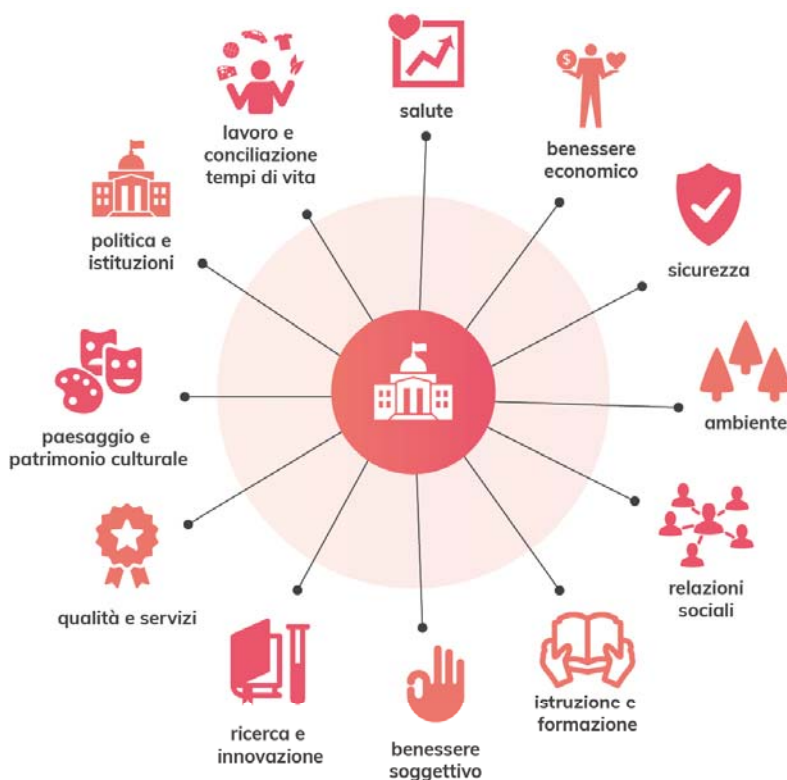 salute
benessere
economico
sicurezza
ambiente
relazioni
sociali
istruzione e
formazione
benessere
soggettivo
ricerca e
innovazione
qualità e servizi
paesaggio e
patrimonio culturale
politica e
istituzioni
lavoro e
conciliazione
tempi di vita
$